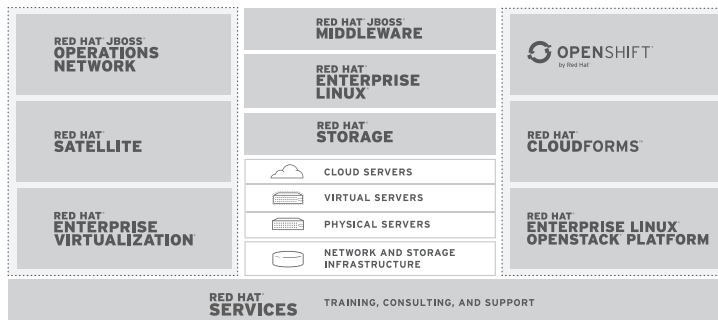 RED HAT® JBOSS®
OPERATIONS
NETWORK
RED HAT®
SATELLITE
RED HAT®
ENTERPRISE
VIRTUALIZATION
RED HAT® JBOSS®
MIDDLEWARE
RED HAT®
ENTERPRISE
LINUX®
RED HAT®
STORAGE
CLOUD SERVERS
VIRTUAL SERVERS
PHYSICAL SERVERS
NETWORK AND STORAGE
INFRASTRUCTURE
OPENSHIFT
by Red Hat®
RED HAT®
CLOUDFORMS™
RED HAT®
ENTERPRISE LINUX®
OPENSTACK® PLATFORM
RED HAT®
SERVICES
TRAINING, CONSULTING, AND SUPPORT